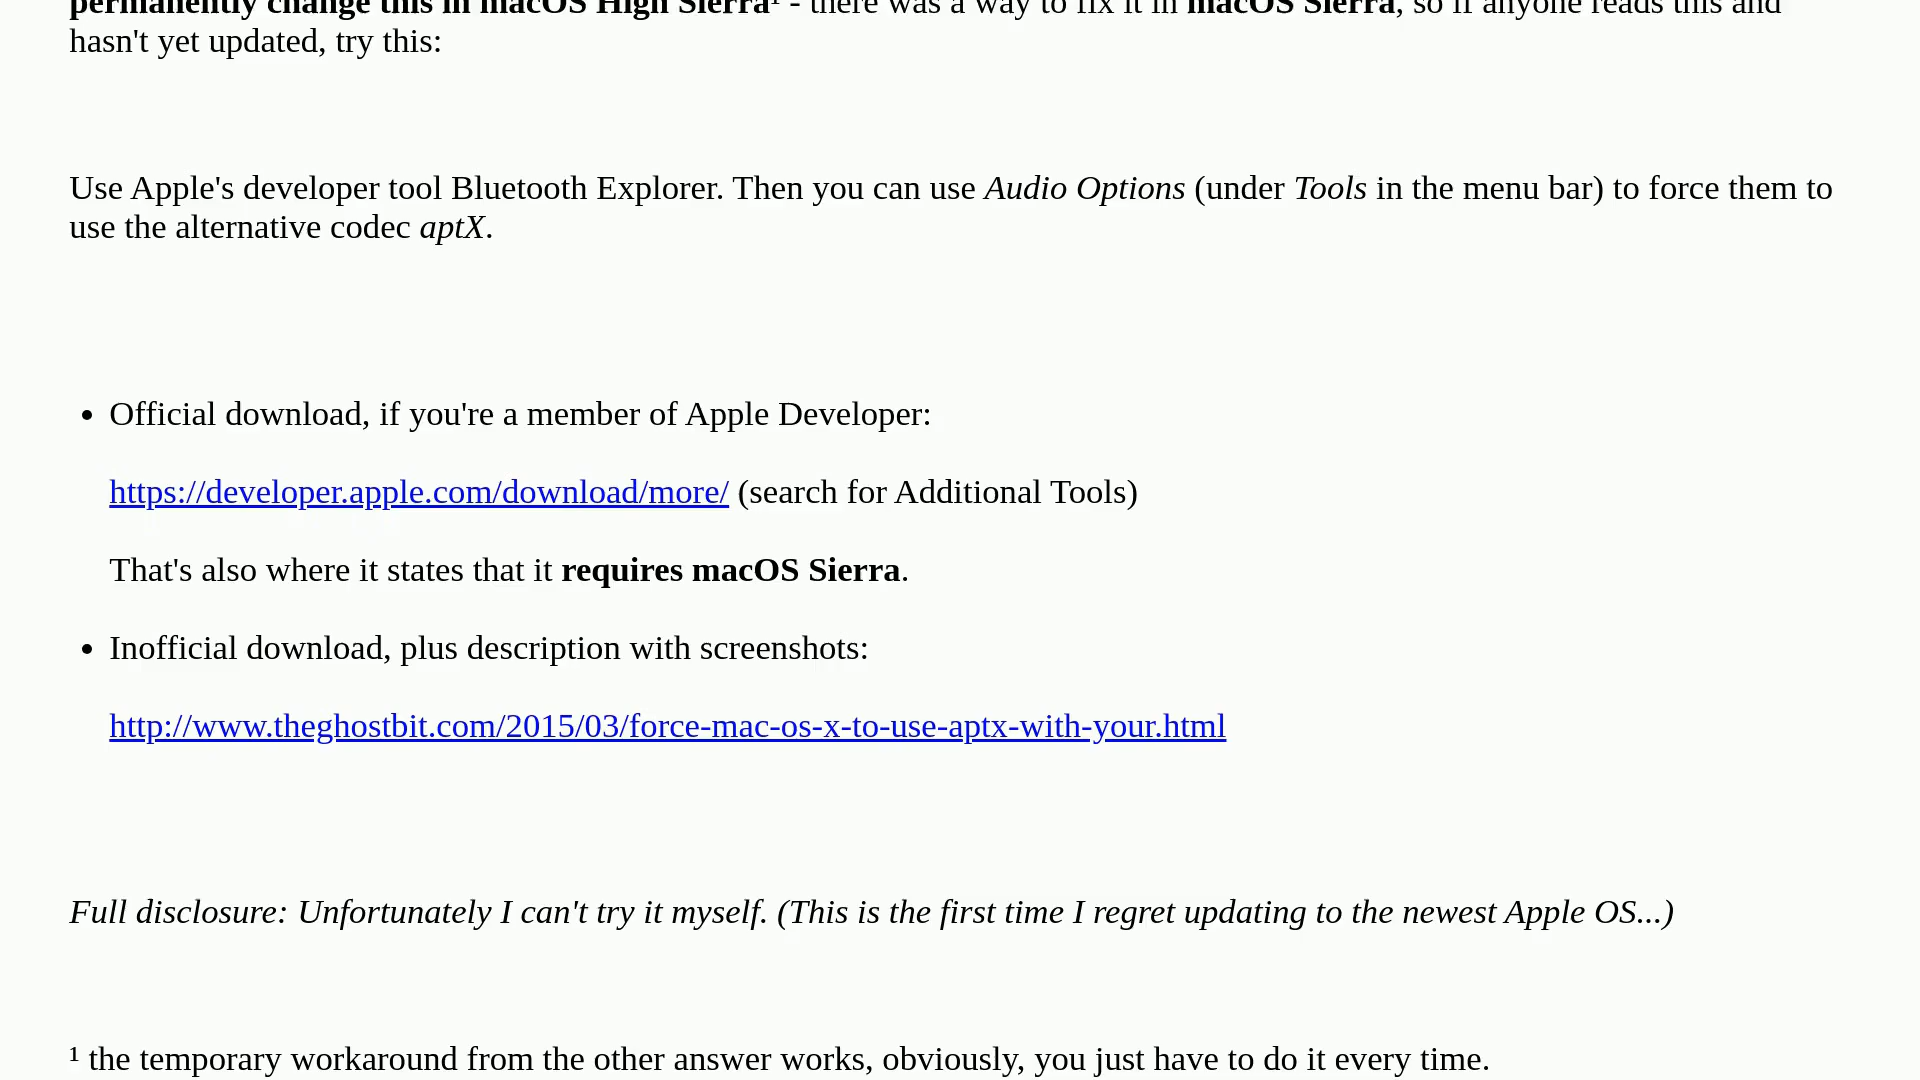 permanently change this in macOS High Sierra¹ - there was a way to fix it in macOS Sierra, so if anyone reads this and
hasn't yet updated, try this:
Use Apple's developer tool Bluetooth Explorer. Then you can use Audio Options (under Tools in the menu bar) to force them to
use the alternative codec aptX.
• Official download, if you're a member of Apple Developer:
https://developer.apple.com/download/more/ (search for Additional Tools)
That's also where it states that it requires macOS Sierra.
• Inofficial download, plus description with screenshots:
http://www.theghostbit.com/2015/03/force-mac-os-x-to-use-aptx-with-your.html
Full disclosure: Unfortunately I can't try it myself. (This is the first time I regret updating to the newest Apple OS...)
¹ the temporary workaround from the other answer works, obviously, you just have to do it every time.